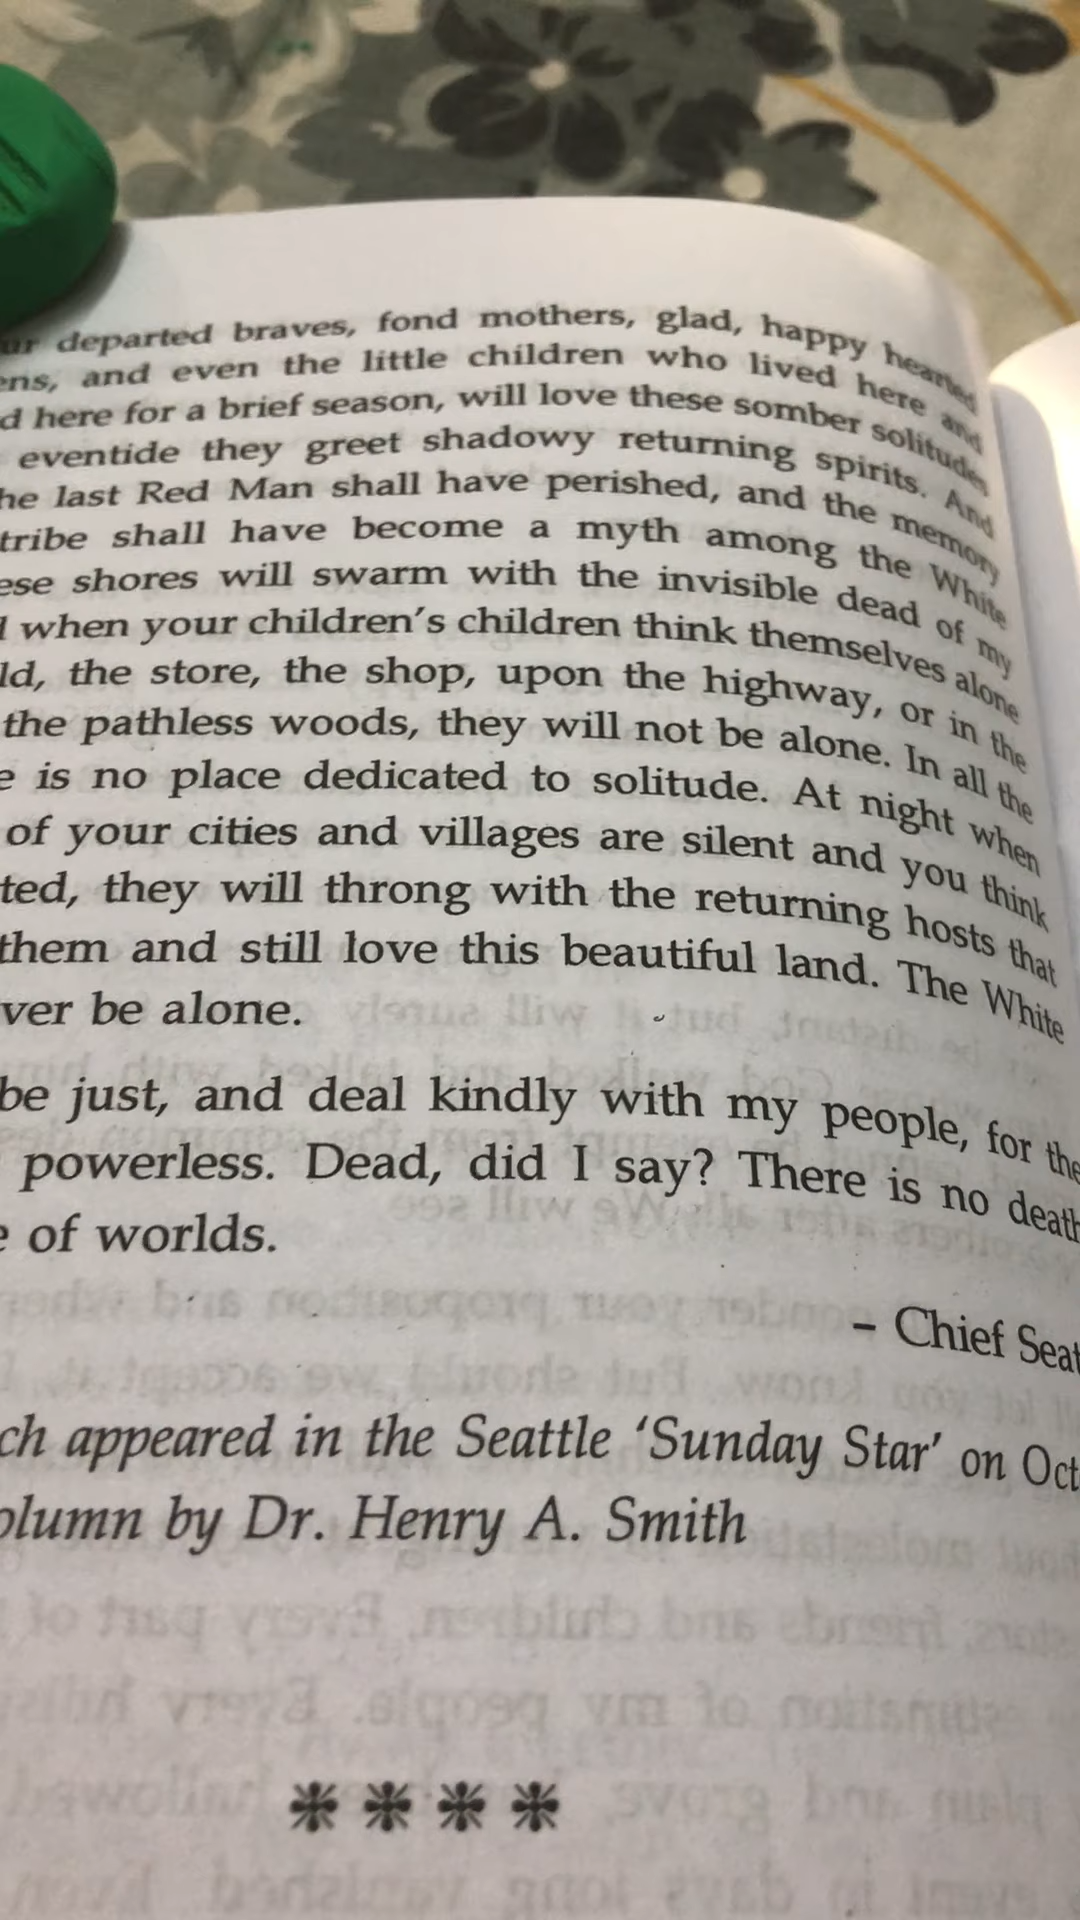 departed braves, fond mothers, glad, happy hearted
ens, and even the little children who lived here and
d here for a brief season, will love these somber solitudes
eventide they greet shadowy returning spirits. And
he last Red Man shall have perished, and the memory
tribe shall have become a myth among the White
ese shores will swarm with the invisible dead of my
when your children's children think themselves alone
ld, the store, the shop, upon the highway, or in the
the pathless woods, they will not be alone. In all the
e is no place dedicated to solitude. At night when
of your cities and villages are silent and you think
ted, they will throng with the returning hosts that
them and still love this beautiful land. The White
ver be alone.
be just, and deal kindly with my people, for the
powerless. Dead, did I say? There is no death
e of worlds.
– Chief Seat
ch appeared in the Seattle 'Sunday Star' on Oct
olumn by Dr. Henry A. Smith